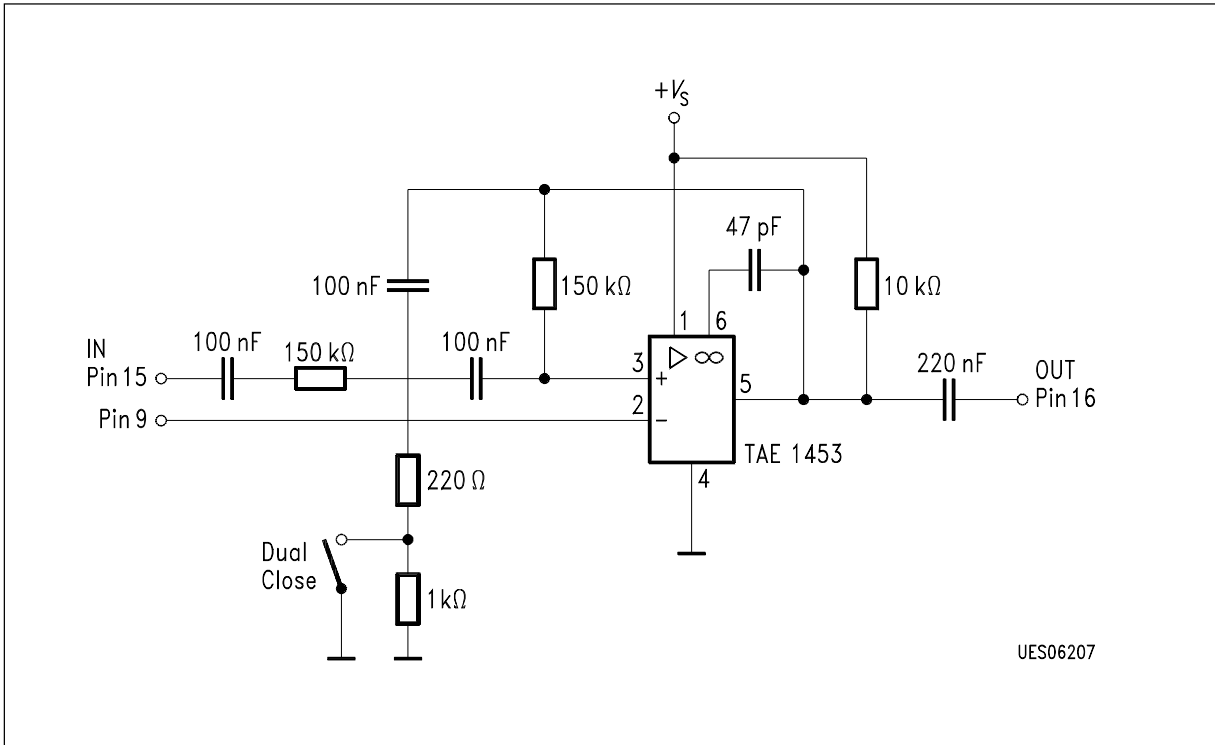 +VS
47 pF
100 nF
150 kΩ
10 kΩ
1
6
IN
Pin 15
100 nF
150 kΩ
100 nF
3
▷ ∞
+
5
220 nF
OUT
Pin 16
Pin 9
2
−
TAE 1453
4
220 Ω
Dual
Close
1 kΩ
UES06207